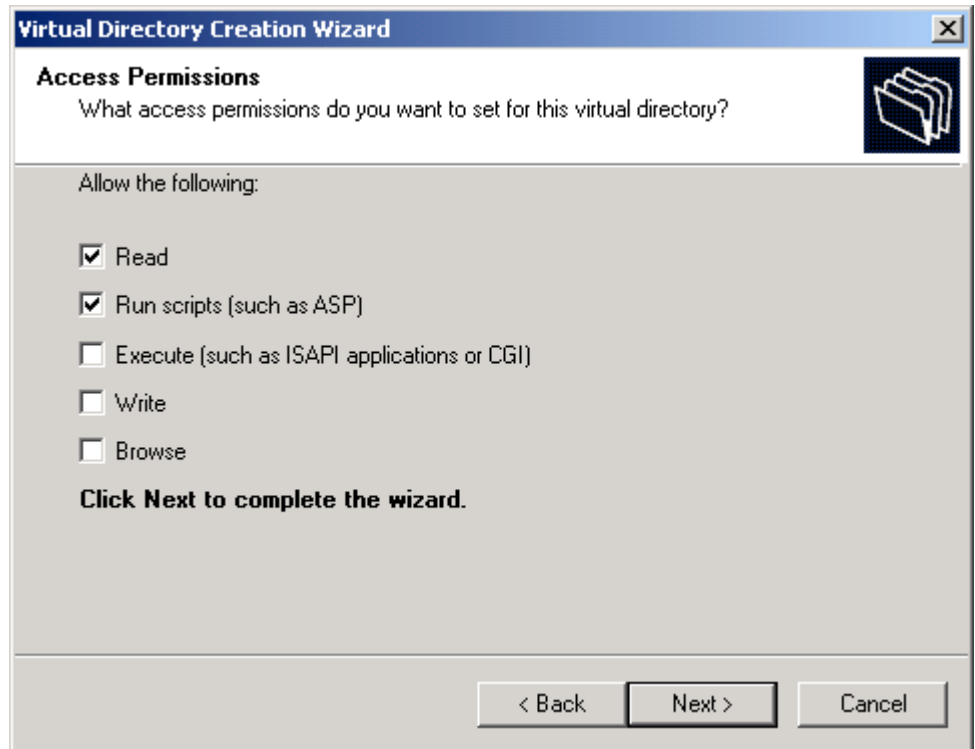 Virtual Directory Creation Wizard
Access Permissions
What access permissions do you want to set for this virtual directory?
Allow the following:
Read
Run scripts (such as ASP)
Execute (such as ISAPI applications or CGI)
Write
Browse
Click Next to complete the wizard.
< Back Next > Cancel